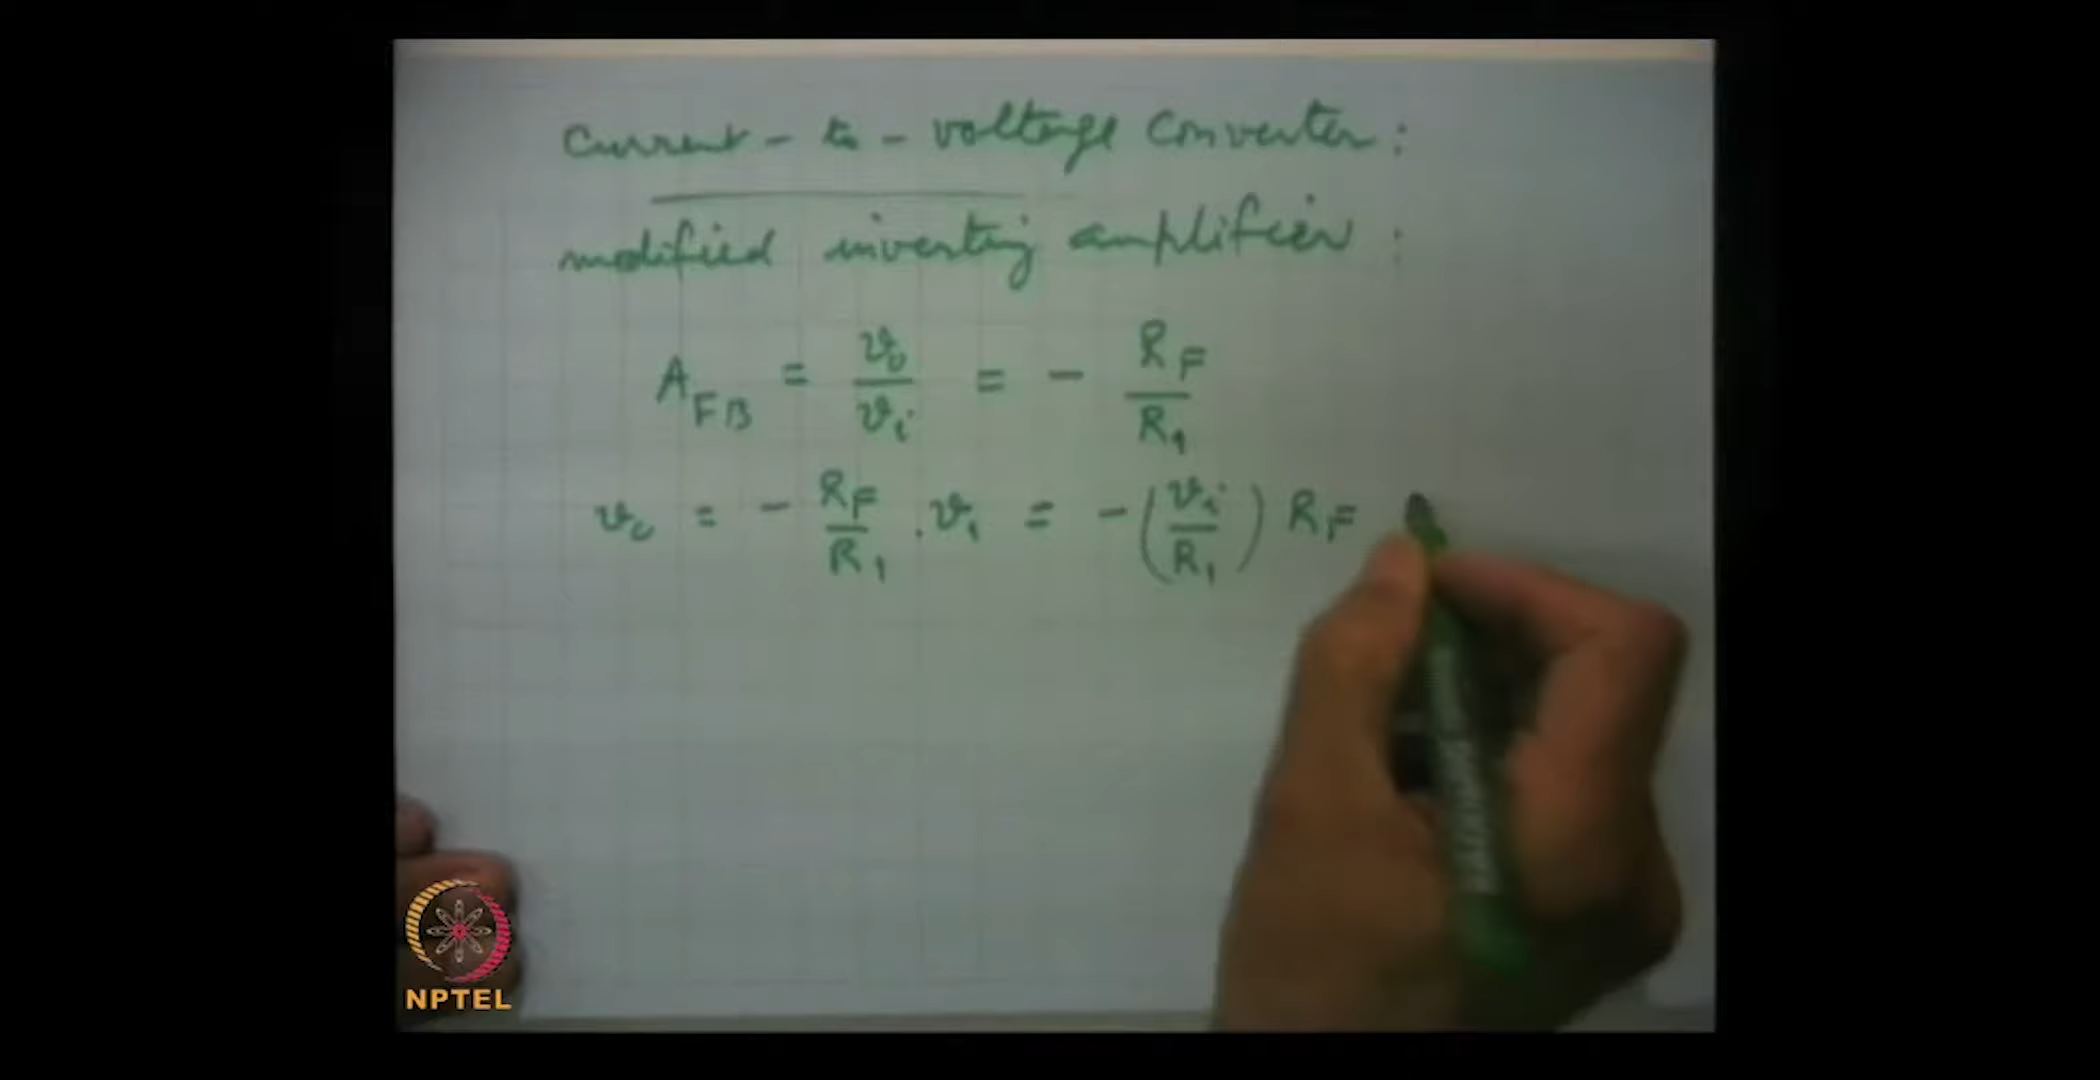 Current - to - voltage converter:
modified inverting amplifier :
A_FB = v_o / v_i = - R_F / R_1
v_o = - R_F / R_1 . v_i = - ( v_i / R_1 ) R_F
NPTEL